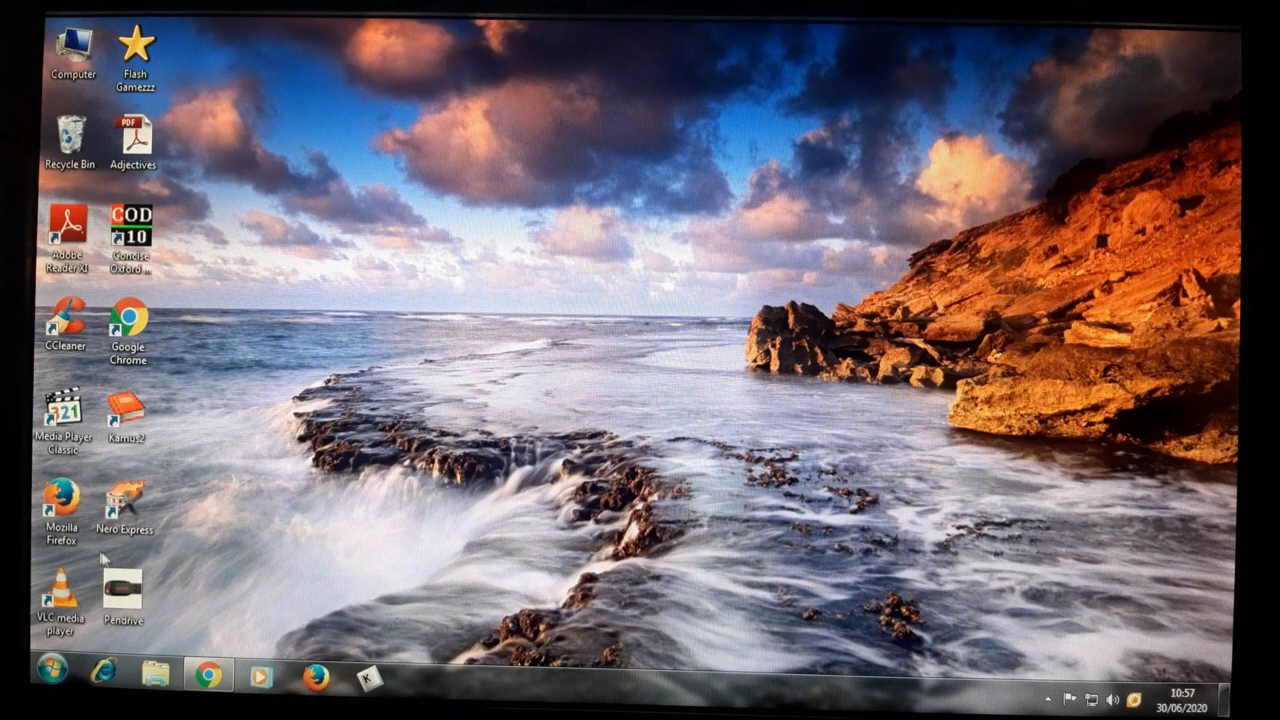 Computer
Flash
Gamezzz
Recycle Bin
PDF
Adjectives
Adobe
Reader XI
COD
10
Concise
Oxford ...
CCleaner
Google
Chrome
321
Media Player
Classic
Kamus2
Mozilla
Firefox
Nero Express
VLC media
player
Pendrive
K
10:57
30/06/2020